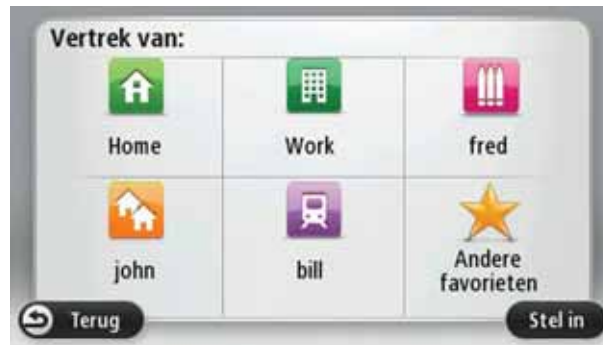 Vertrek van:
Home
Work
fred
john
bill
Andere
favorieten
Terug
Stel in